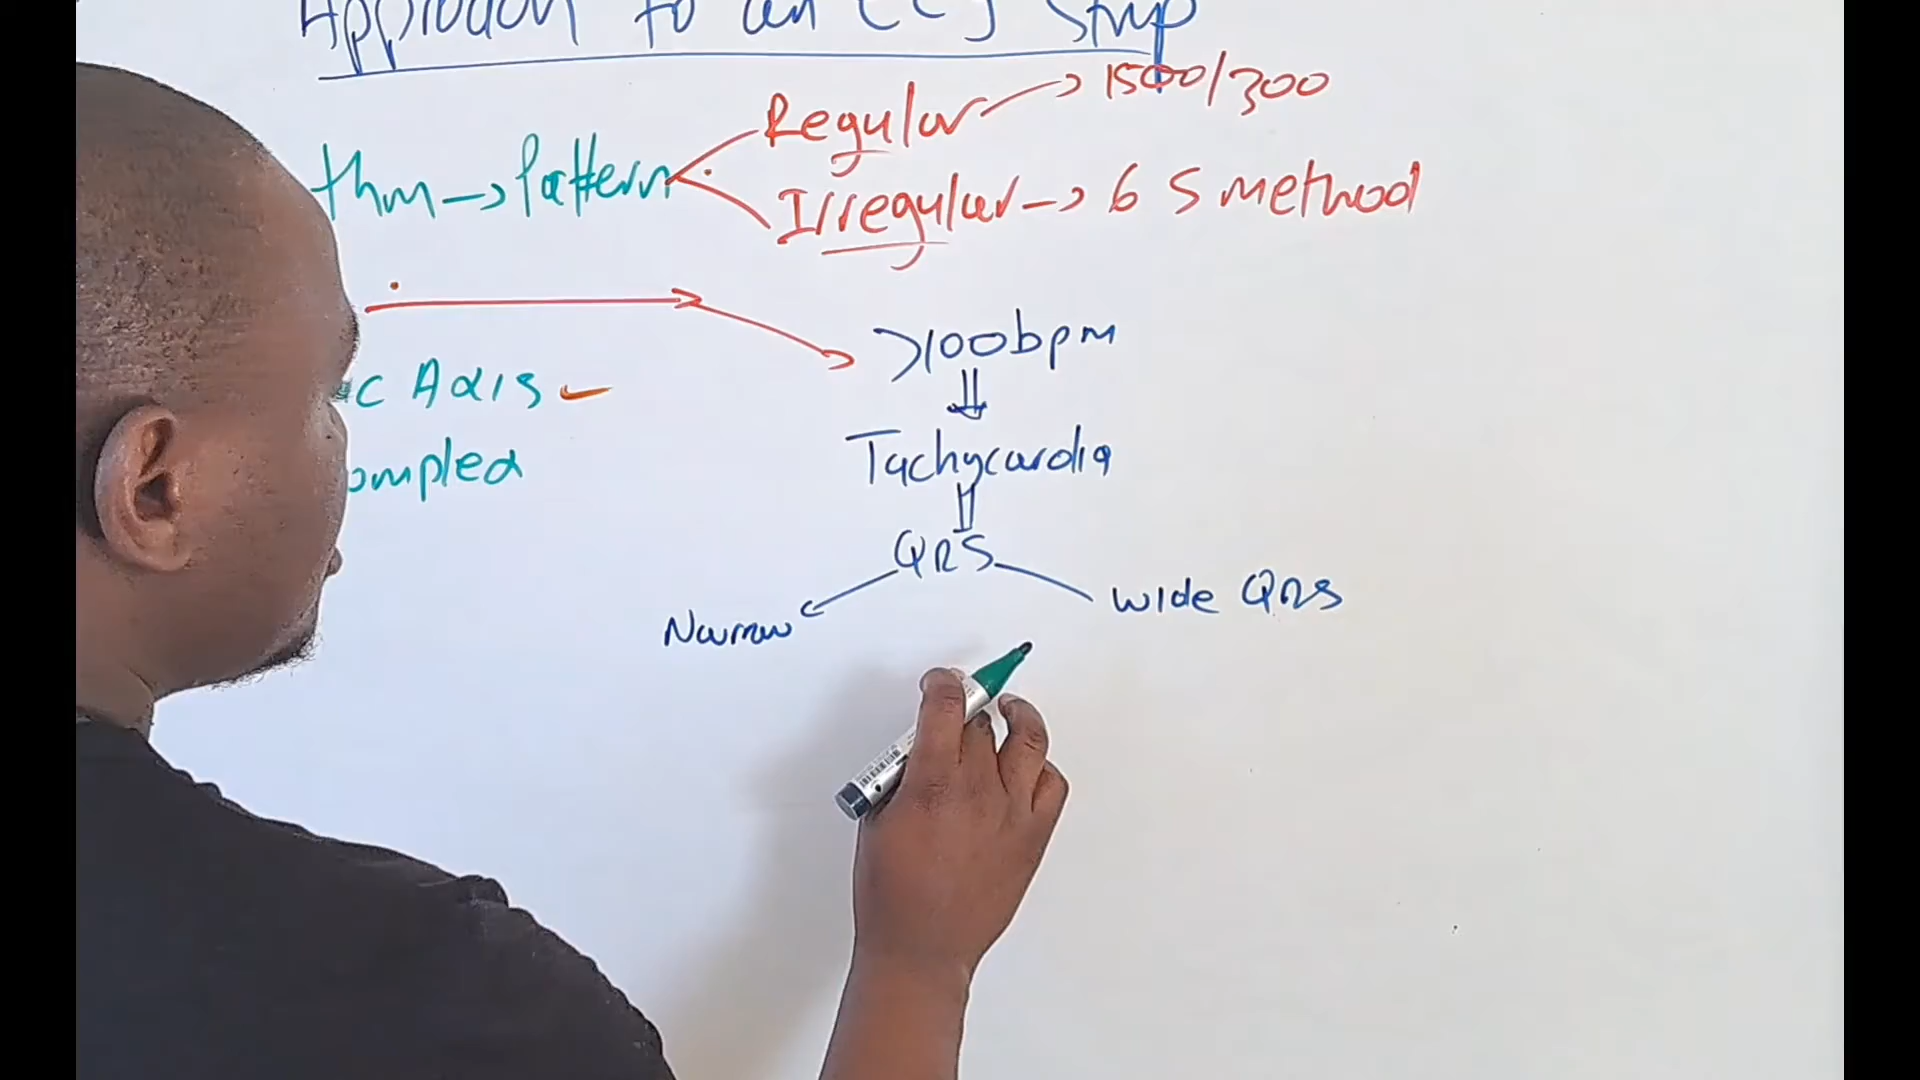 Approach to an ECG strip
thm → Pattern
Regular → 1500/300
Irregular → 6 S method
>100bpm
c Axis ✓
Tachycardia
omplex
QRS
Narrow
wide QRS